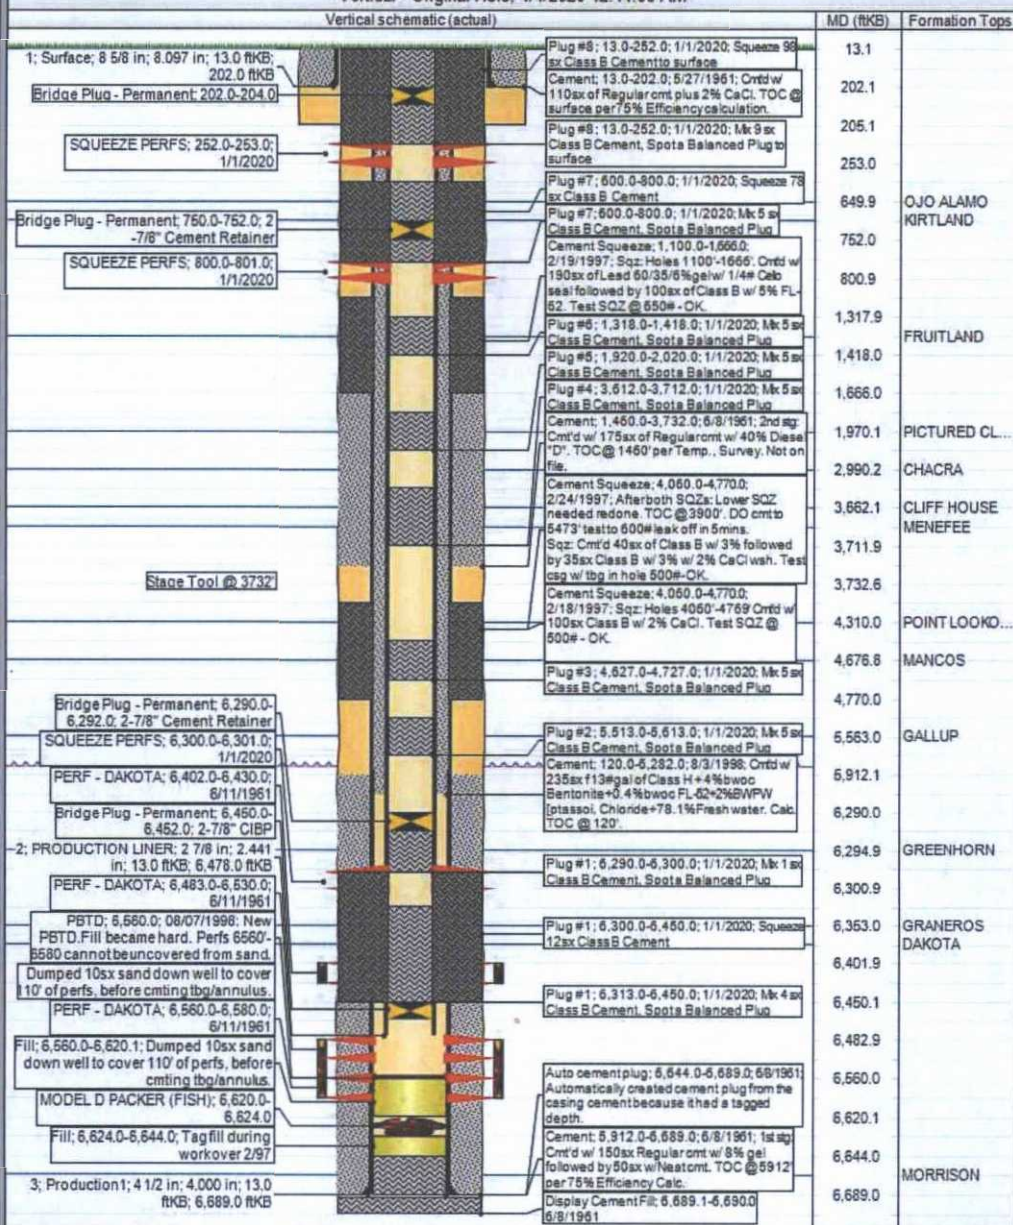 Vertical schematic (actual)
MD (ftKB)
Formation Tops
1; Surface; 8 5/8 in; 8.097 in; 13.0 ftKB;
202.0 ftKB
Bridge Plug - Permanent; 202.0-204.0
SQUEEZE PERFS; 252.0-253.0;
1/1/2020
Bridge Plug - Permanent; 750.0-752.0; 2
-7/8" Cement Retainer
SQUEEZE PERFS; 800.0-801.0;
1/1/2020
Stage Tool @ 3732'
Bridge Plug - Permanent; 6,290.0-
6,292.0; 2-7/8" Cement Retainer
SQUEEZE PERFS; 6,300.0-6,301.0;
1/1/2020
PERF - DAKOTA; 6,402.0-6,430.0;
6/11/1961
Bridge Plug - Permanent; 6,450.0-
6,452.0; 2-7/8" CIBP
2; PRODUCTION LINER; 2 7/8 in; 2.441
in; 13.0 ftKB; 6,478.0 ftKB
PERF - DAKOTA; 6,483.0-6,530.0;
6/11/1961
PBTD; 6,560.0; 08/07/1998; New
PBTD.Fill became hard. Perfs 6560'-
6580 cannot be uncovered from sand.
Dumped 10sx sand down well to cover
110' of perfs, before cmting tbg/annulus.
PERF - DAKOTA; 6,560.0-6,580.0;
6/11/1961
Fill; 6,560.0-6,620.1; Dumped 10sx sand
down well to cover 110' of perfs, before
cmting tbg/annulus.
MODEL D PACKER (FISH); 6,620.0-
6,624.0
Fill; 6,624.0-6,644.0; Tag fill during
workover 2/97
3; Production1; 4 1/2 in; 4.000 in; 13.0
ftKB; 6,689.0 ftKB
Plug #8; 13.0-252.0; 1/1/2020; Squeeze 98
sx Class B Cement to surface
Cement; 13.0-202.0; 5/27/1961; Cmtd w/
110sx of Regular cmt plus 2% CaCl. TOC @
surface per 75% Efficiency calculation.
Plug #8; 13.0-252.0; 1/1/2020; Mix 9 sx
Class B Cement, Spot a Balanced Plug to
surface
Plug #7; 600.0-800.0; 1/1/2020; Squeeze 78
sx Class B Cement
Plug #7; 600.0-800.0; 1/1/2020; Mix 5 sx
Class B Cement, Spot a Balanced Plug
Cement Squeeze; 1,100.0-1,666.0;
2/19/1997; Sqz: Holes 1100'-1666'. Cmtd w/
190sx of Lead 60/35/6%gel w/ 1/4# Celo
seal followed by 100sx of Class B w/ 5% FL-
62. Test SQZ @ 550# - OK.
Plug #6; 1,318.0-1,418.0; 1/1/2020; Mix 5 sx
Class B Cement, Spot a Balanced Plug
Plug #5; 1,920.0-2,020.0; 1/1/2020; Mix 5 sx
Class B Cement, Spot a Balanced Plug
Plug #4; 3,612.0-3,712.0; 1/1/2020; Mix 5 sx
Class B Cement, Spot a Balanced Plug
Cement; 1,460.0-3,732.0; 6/8/1961; 2nd stg:
Cmt'd w/ 175sx of Regular cmt w/ 40% Diesel
"D". TOC @ 1460' per Temp., Survey. Not on
file.
Cement Squeeze; 4,060.0-4,770.0;
2/24/1997; After both SQZs: Lower SQZ
needed redone. TOC @ 3900'. DO cmt to
5473' test to 600# leak off in 5mins.
Sqz: Cmt'd 40sx of Class B w/ 3% followed
by 35sx Class B w/ 3% w/ 2% CaCl wsh. Test
csg w/ tbg in hole 500#-OK.
Cement Squeeze; 4,060.0-4,770.0;
2/18/1997; Sqz: Holes 4060'-4769' Cmtd w/
100sx Class B w/ 2% CaCl. Test SQZ @
500# - OK.
Plug #3; 4,627.0-4,727.0; 1/1/2020; Mix 5 sx
Class B Cement, Spot a Balanced Plug
Plug #2; 5,513.0-5,613.0; 1/1/2020; Mix 5 sx
Class B Cement, Spot a Balanced Plug
Cement; 120.0-6,282.0; 8/3/1998; Cmtd w/
235sx f 13#gal of Class H + 4%bwoc
Bentonite+0.4%bwoc FL-62+2%BWPW
[ptassol, Chloride+78.1%Fresh water. Calc.
TOC @ 120'.
Plug #1; 6,290.0-6,300.0; 1/1/2020; Mix 1 sx
Class B Cement, Spot a Balanced Plug
Plug #1; 6,300.0-6,450.0; 1/1/2020; Squeeze
12sx Class B Cement
Plug #1; 6,313.0-6,450.0; 1/1/2020; Mix 4 sx
Class B Cement, Spot a Balanced Plug
Auto cement plug; 6,644.0-6,689.0; 6/8/1961;
Automatically created cement plug from the
casing cement because it had a tagged
depth.
Cement; 5,912.0-6,689.0; 6/8/1961; 1st stg:
Cmt'd w/ 150sx Regular cmt w/ 8% gel
followed by 50sx w/ Neat cmt. TOC @ 5912'
per 75% Efficiency Calc.
Display Cement Fill; 6,689.1-6,690.0
6/8/1961
13.1
202.1
205.1
253.0
649.9
752.0
800.9
1,317.9
1,418.0
1,666.0
1,970.1
2,990.2
3,662.1
3,711.9
3,732.6
4,310.0
4,676.8
4,770.0
5,563.0
5,912.1
6,290.0
6,294.9
6,300.9
6,353.0
6,401.9
6,450.1
6,482.9
6,560.0
6,620.1
6,644.0
6,689.0
OJO ALAMO
KIRTLAND
FRUITLAND
PICTURED CL...
CHACRA
CLIFF HOUSE
MENEFEE
POINT LOOKO...
MANCOS
GALLUP
GREENHORN
GRANEROS
DAKOTA
MORRISON